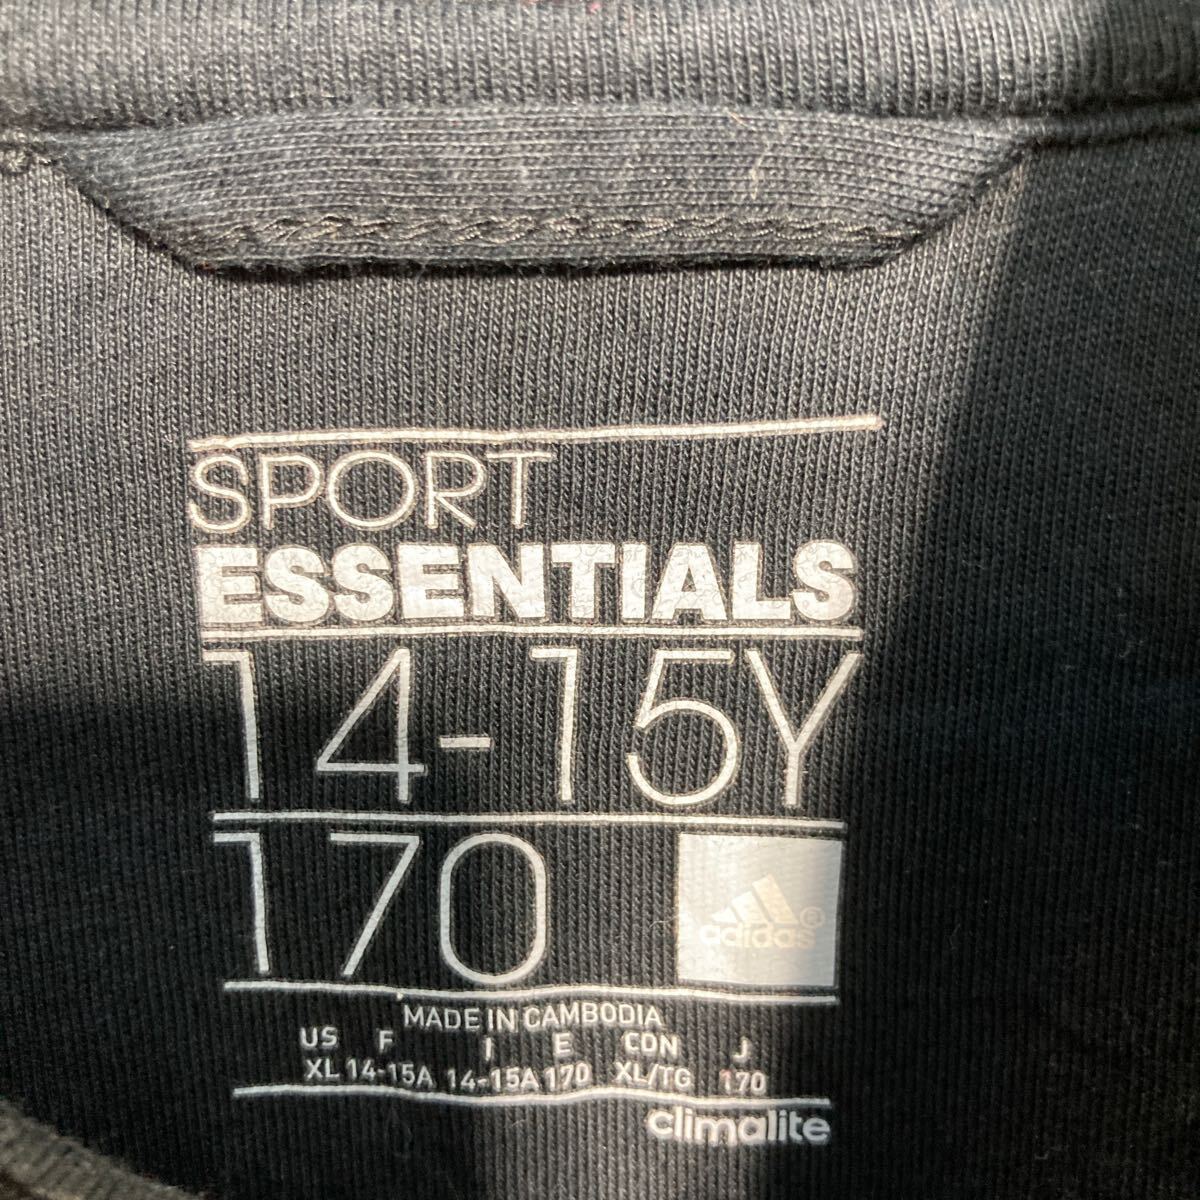 SPORT
ESSENTIALS
14-15Y
170
adidas®
MADE IN CAMBODIA
US F I E CDN J
XL 14-15A 14-15A 170 XL/TG 170
climalite